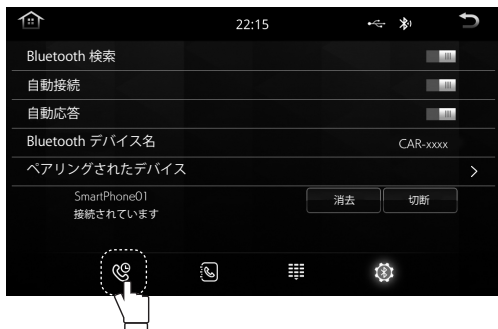 22:15
Bluetooth 検索
自動接続
自動応答
Bluetooth デバイス名 CAR-xxxx
ペアリングされたデバイス
SmartPhone01 消去 切断
接続されています